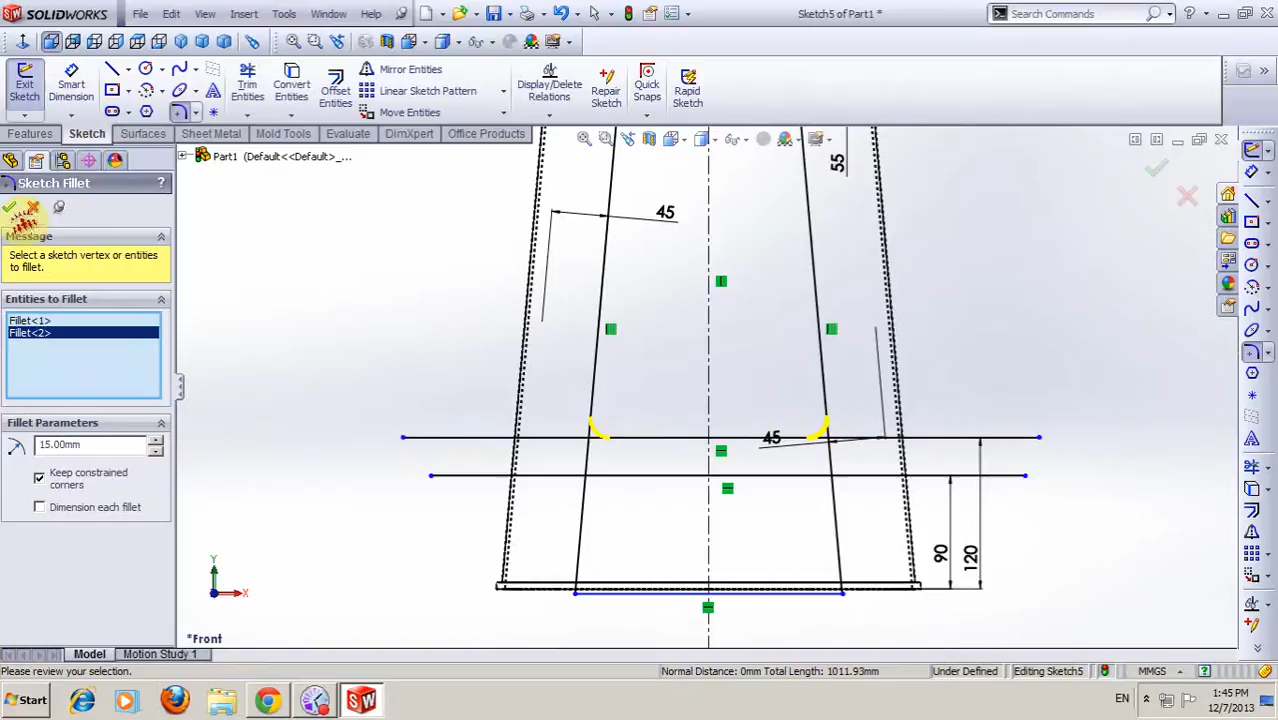 SOLIDWORKS
File Edit View Insert Tools Window Help
Sketch5 of Part1 *
Search Commands
Exit Sketch
Smart Dimension
Trim Entities
Convert Entities
Offset Entities
Mirror Entities
Linear Sketch Pattern
Move Entities
Display/Delete Relations
Repair Sketch
Quick Snaps
Rapid Sketch
Features Sketch Surfaces Sheet Metal Mold Tools Evaluate DimXpert Office Products
Part1 (Default<<Default>_...
Sketch Fillet
?
Message
Select a sketch vertex or entities
to fillet.
Entities to Fillet
Fillet<1>
Fillet<2>
Fillet Parameters
15.00mm
Keep constrained
corners
Dimension each fillet
55
45
45
90
120
Y
X
*Front
Model Motion Study 1
Please review your selection.
Normal Distance: 0mm Total Length: 1011.93mm
Under Defined
Editing Sketch5
MMGS
Start
EN
1:45 PM
12/7/2013